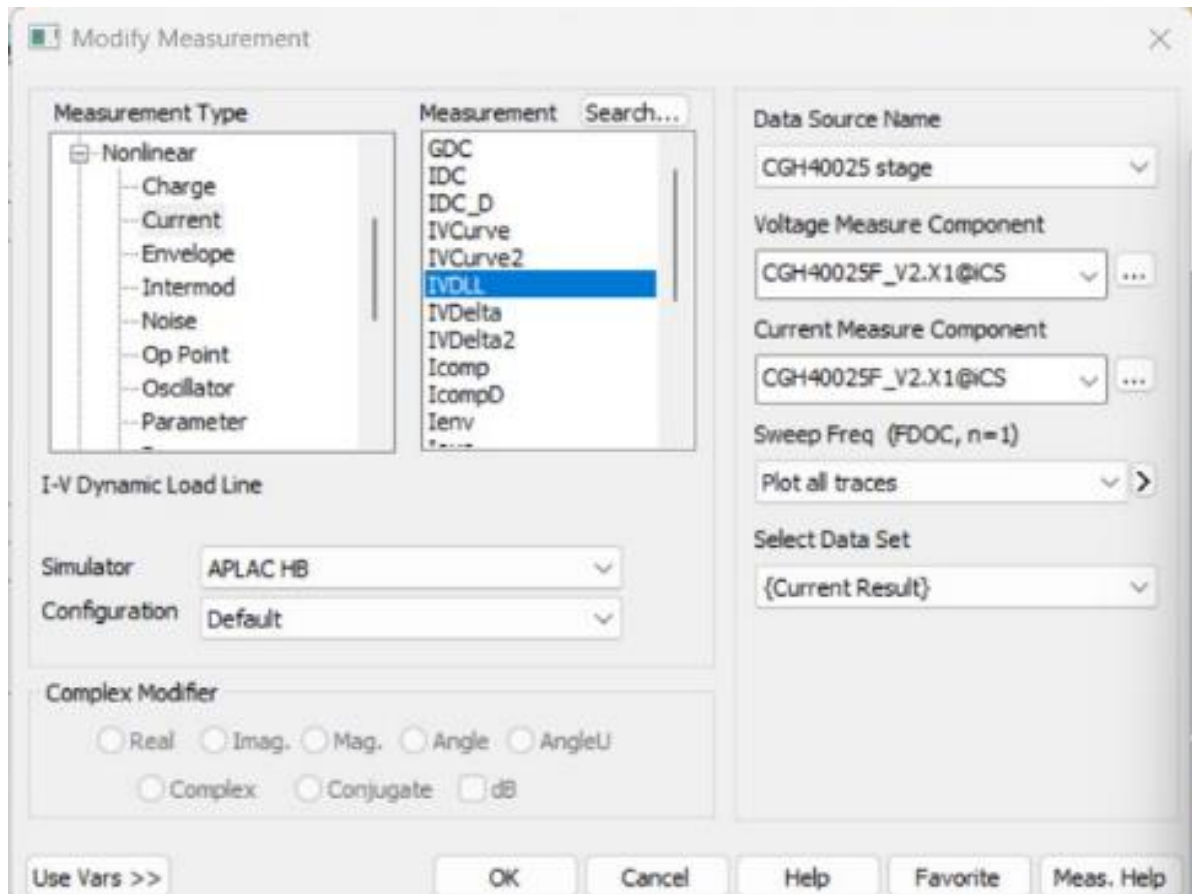 Modify Measurement
Measurement Type
Nonlinear
Charge
Current
Envelope
Intermod
Noise
Op Point
Oscillator
Parameter
Measurement Search...
GDC
IDC
IDC_D
IVCurve
IVCurve2
IVDLL
IVDelta
IVDelta2
Icomp
IcompD
Ienv
I-V Dynamic Load Line
Simulator APLAC HB
Configuration Default
Complex Modifier
Real Imag. Mag. Angle AngleU
Complex Conjugate dB
Data Source Name
CGH40025 stage
Voltage Measure Component
CGH40025F_V2.X1@iCS ...
Current Measure Component
CGH40025F_V2.X1@iCS ...
Sweep Freq (FDOC, n=1)
Plot all traces >
Select Data Set
{Current Result}
Use Vars >> OK Cancel Help Favorite Meas. Help